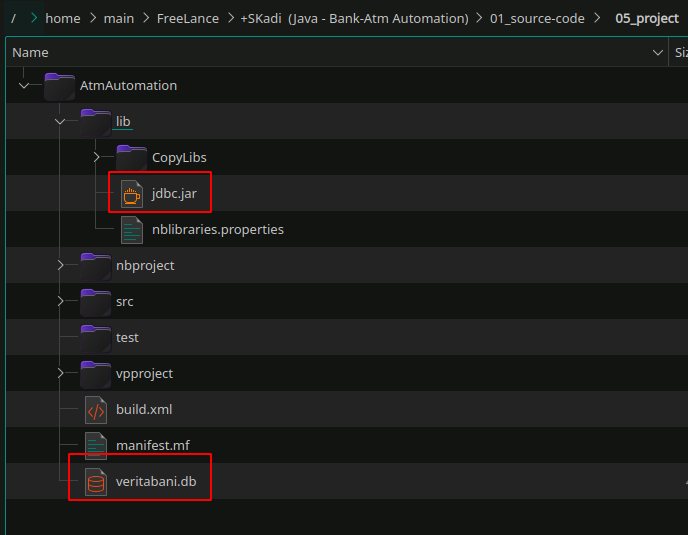 / > home > main > FreeLance > +SKadi (Java - Bank-Atm Automation) > 01_source-code > 05_project
Name Siz
AtmAutomation
lib
CopyLibs
jdbc.jar
nblibraries.properties
nbproject
src
test
vpproject
build.xml
manifest.mf
veritabani.db